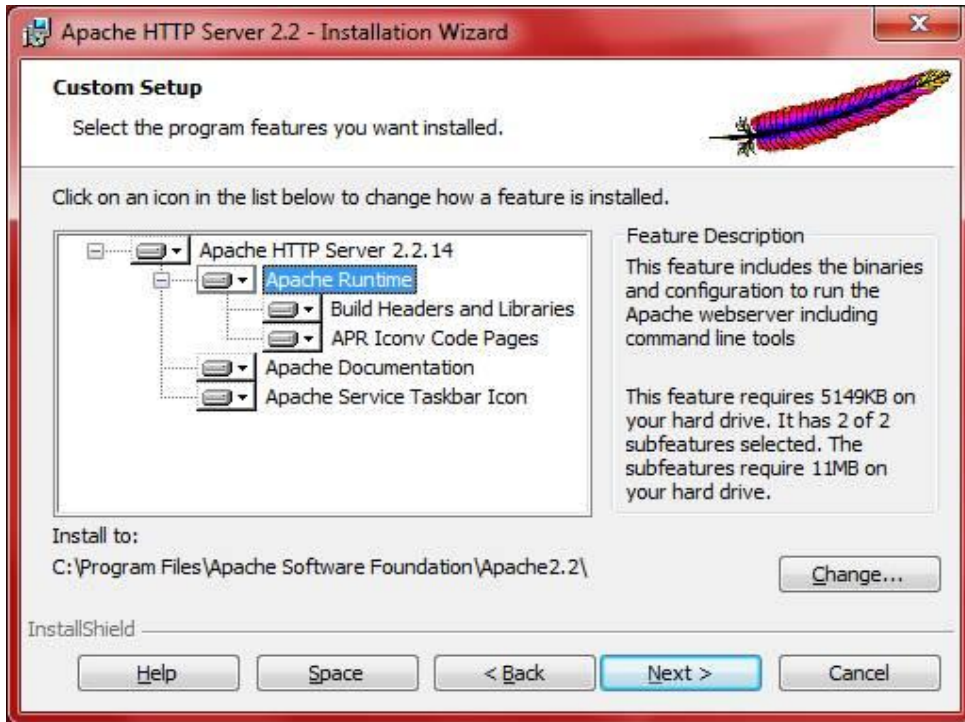 Apache HTTP Server 2.2 - Installation Wizard
Custom Setup
Select the program features you want installed.
Click on an icon in the list below to change how a feature is installed.
Apache HTTP Server 2.2.14
Apache Runtime
Build Headers and Libraries
APR Iconv Code Pages
Apache Documentation
Apache Service Taskbar Icon
Feature Description
This feature includes the binaries
and configuration to run the
Apache webserver including
command line tools
This feature requires 5149KB on
your hard drive. It has 2 of 2
subfeatures selected. The
subfeatures require 11MB on
your hard drive.
Install to:
C:\Program Files\Apache Software Foundation\Apache2.2\
Change...
InstallShield
Help Space < Back Next > Cancel